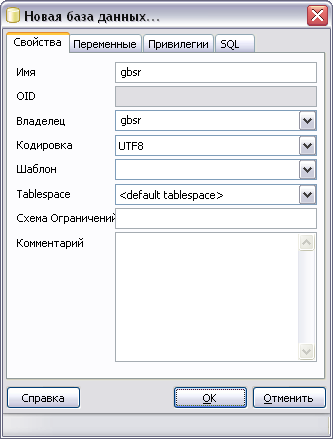 Новая база данных...
Свойства Переменные Привилегии SQL
Имя gbsr
OID
Владелец gbsr
Кодировка UTF8
Шаблон
Tablespace <default tablespace>
Схема Ограничений
Комментарий
Справка OK Отменить